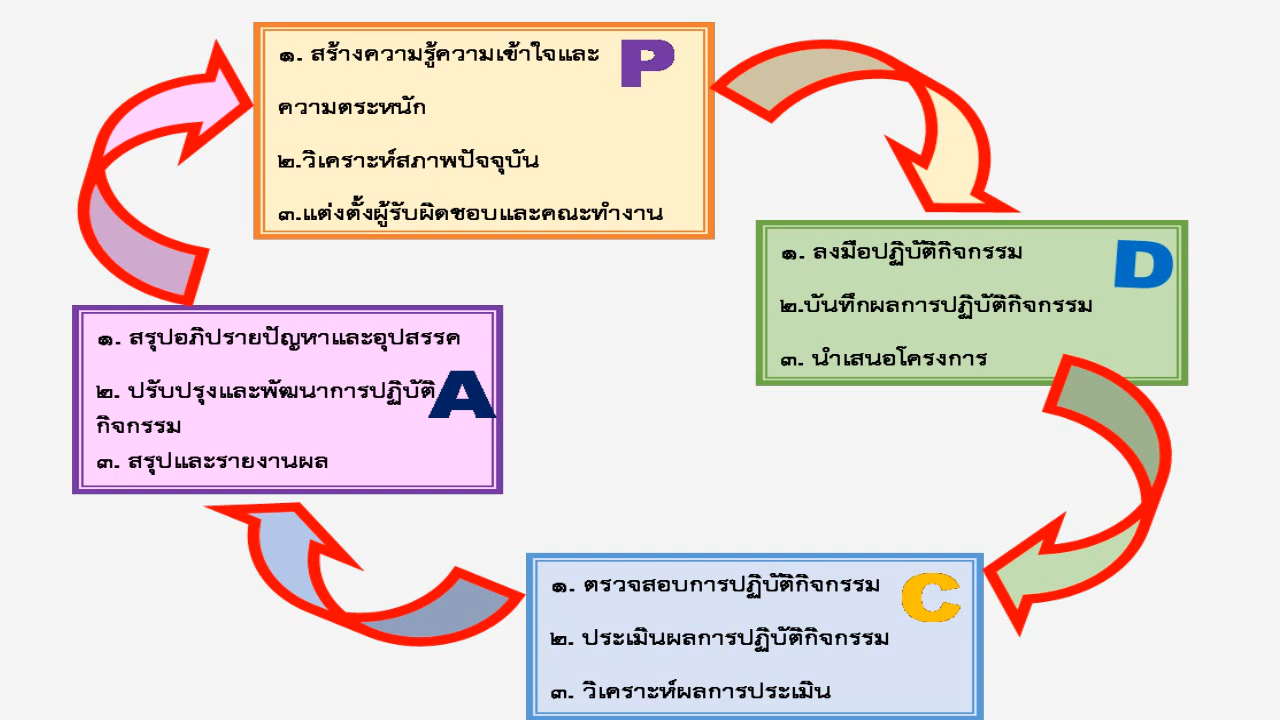 ๑. สร้างความรู้ความเข้าใจและ
P
ความตระหนัก
๒.วิเคราะห์สภาพปัจจุบัน
๓.แต่งตั้งผู้รับผิดชอบและคณะทำงาน
๑. ลงมือปฏิบัติกิจกรรม
D
๒.บันทึกผลการปฏิบัติกิจกรรม
๓. นำเสนอโครงการ
๑. ตรวจสอบการปฏิบัติกิจกรรม
C
๒. ประเมินผลการปฏิบัติกิจกรรม
๓. วิเคราะห์ผลการประเมิน
๑. สรุปอภิปรายปัญหาและอุปสรรค
๒. ปรับปรุงและพัฒนาการปฏิบัติ
A
กิจกรรม
๓. สรุปและรายงานผล